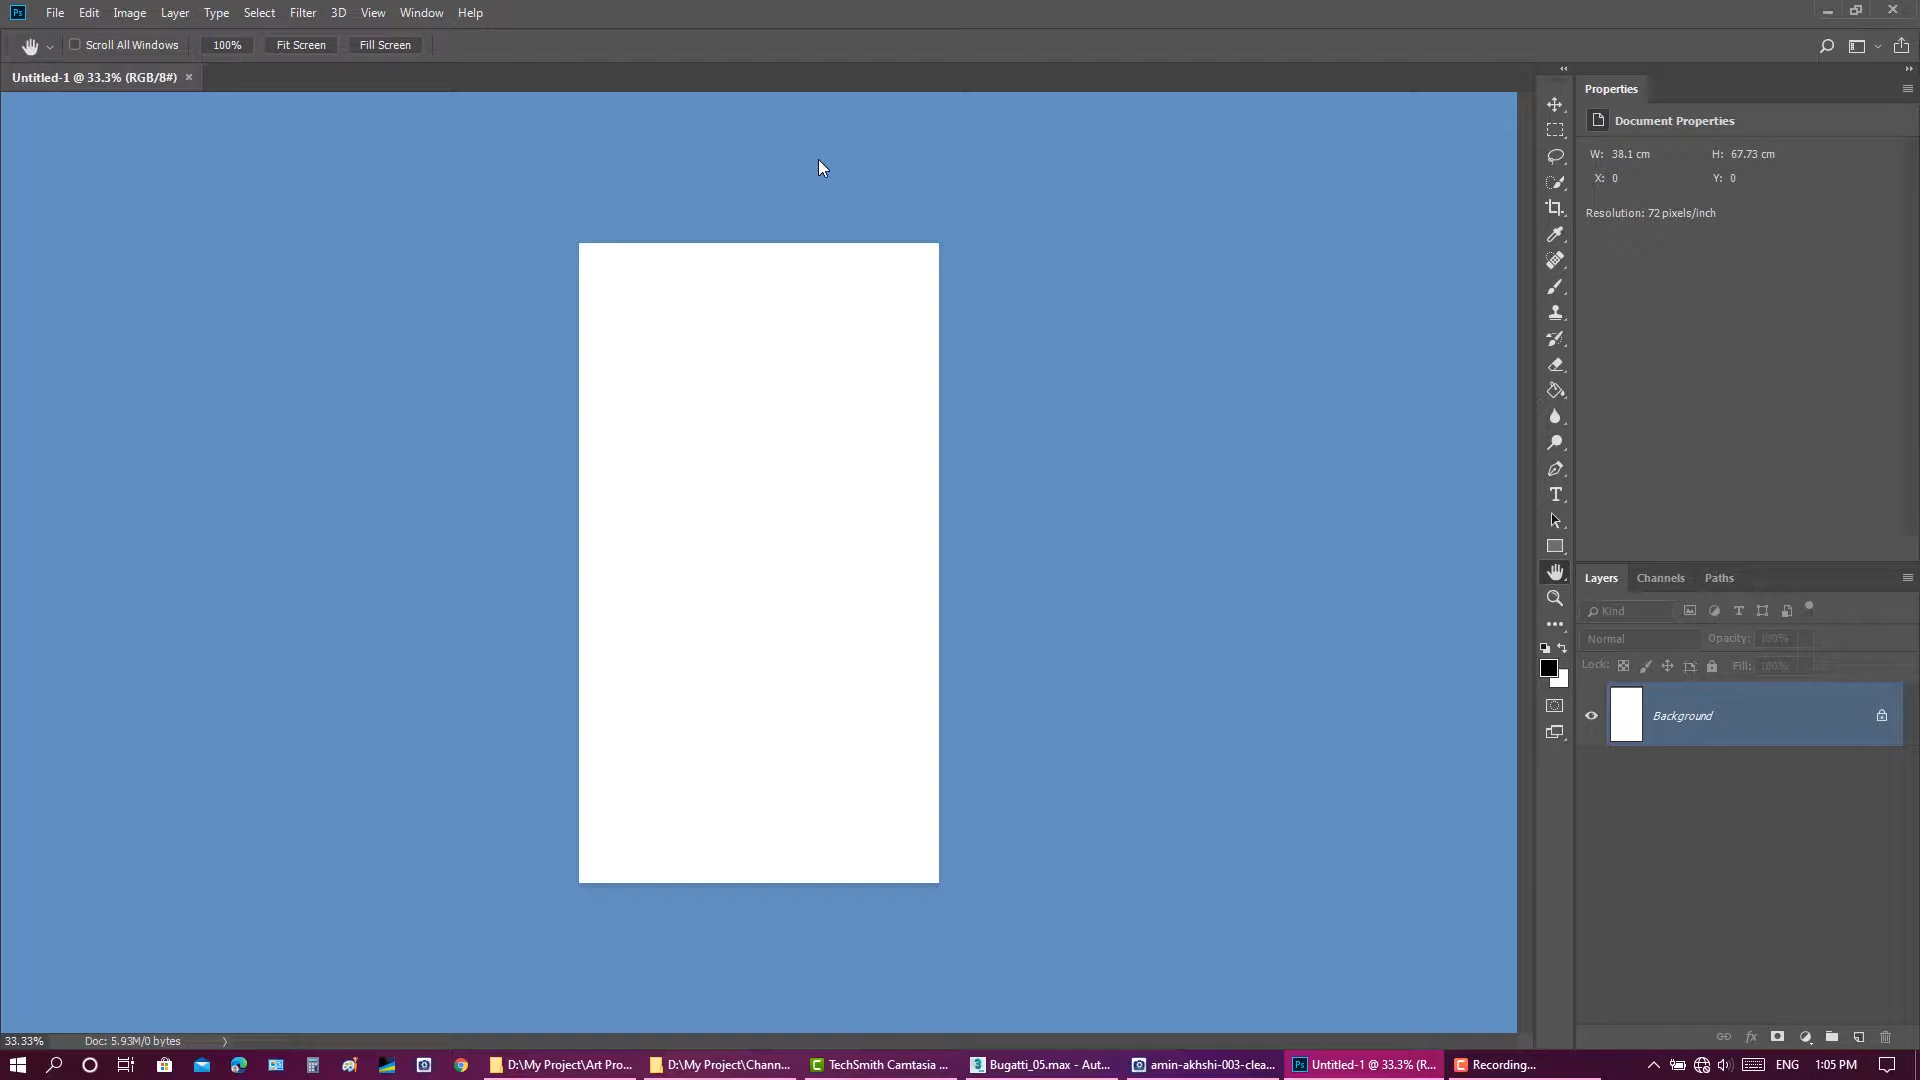 Ps File Edit Image Layer Type Select Filter 3D View Window Help
Scroll All Windows 100% Fit Screen Fill Screen
Untitled-1 @ 33.3% (RGB/8#) ×
Properties
Document Properties
W: 38.1 cm H: 67.73 cm
X: 0 Y: 0
Resolution: 72 pixels/inch
Layers Channels Paths
Kind
Normal Opacity: 100%
Lock: Fill: 100%
Background
fx
33.33% Doc: 5.93M/0 bytes
D:\My Project\Art Pro... D:\My Project\Chann... TechSmith Camtasia ... Bugatti_05.max - Aut... amin-akhshi-003-clea... Untitled-1 @ 33.3% (R... Recording... ENG 1:05 PM